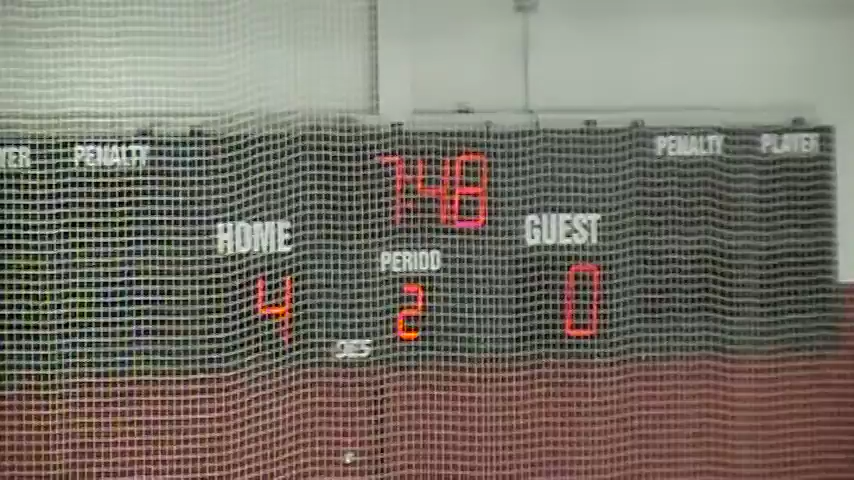 PENALTY
7:48
PENALTY PLAYER
HOME
GUEST
PERIOD
4
2
0